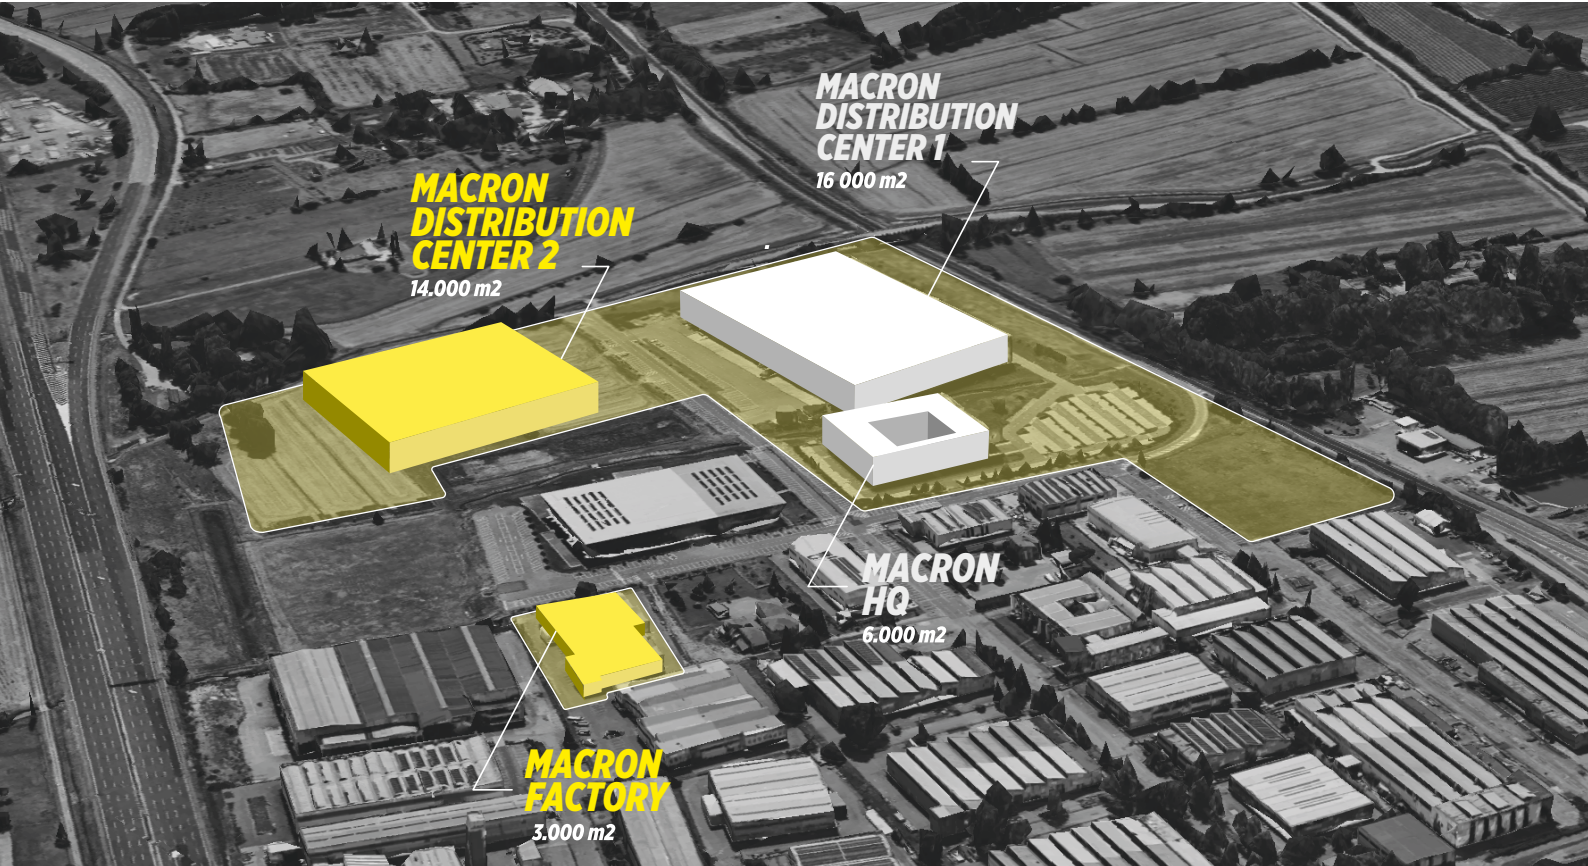 MACRON
DISTRIBUTION
CENTER 1
16 000 m2
MACRON
DISTRIBUTION
CENTER 2
14.000 m2
MACRON
HQ
6.000 m2
MACRON
FACTORY
3.000 m2